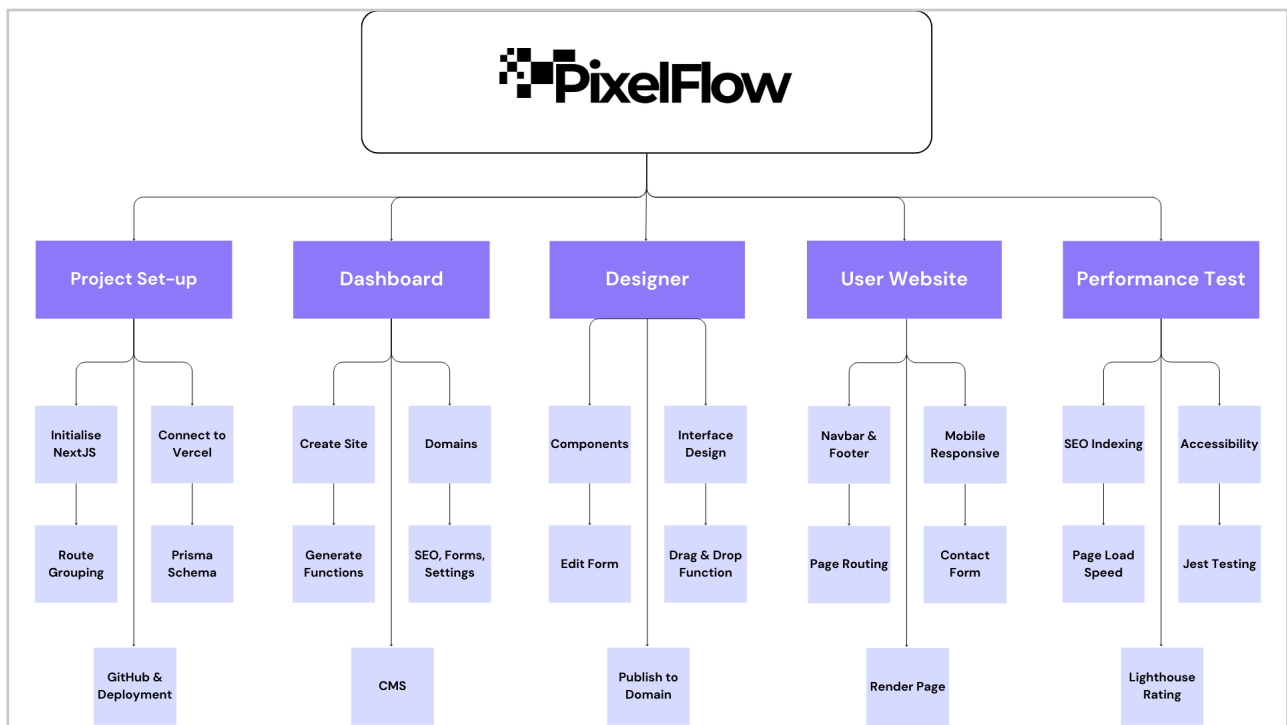 PixelFlow
Project Set-up
Dashboard
Designer
User Website
Performance Test
Initialise
NextJS
Connect to
Vercel
Create Site
Domains
Components
Interface
Design
Navbar &
Footer
Mobile
Responsive
SEO Indexing
Accessibility
Route
Grouping
Prisma
Schema
Generate
Functions
SEO, Forms,
Settings
Edit Form
Drag & Drop
Function
Page Routing
Contact
Form
Page Load
Speed
Jest Testing
GitHub &
Deployment
CMS
Publish to
Domain
Render Page
Lighthouse
Rating